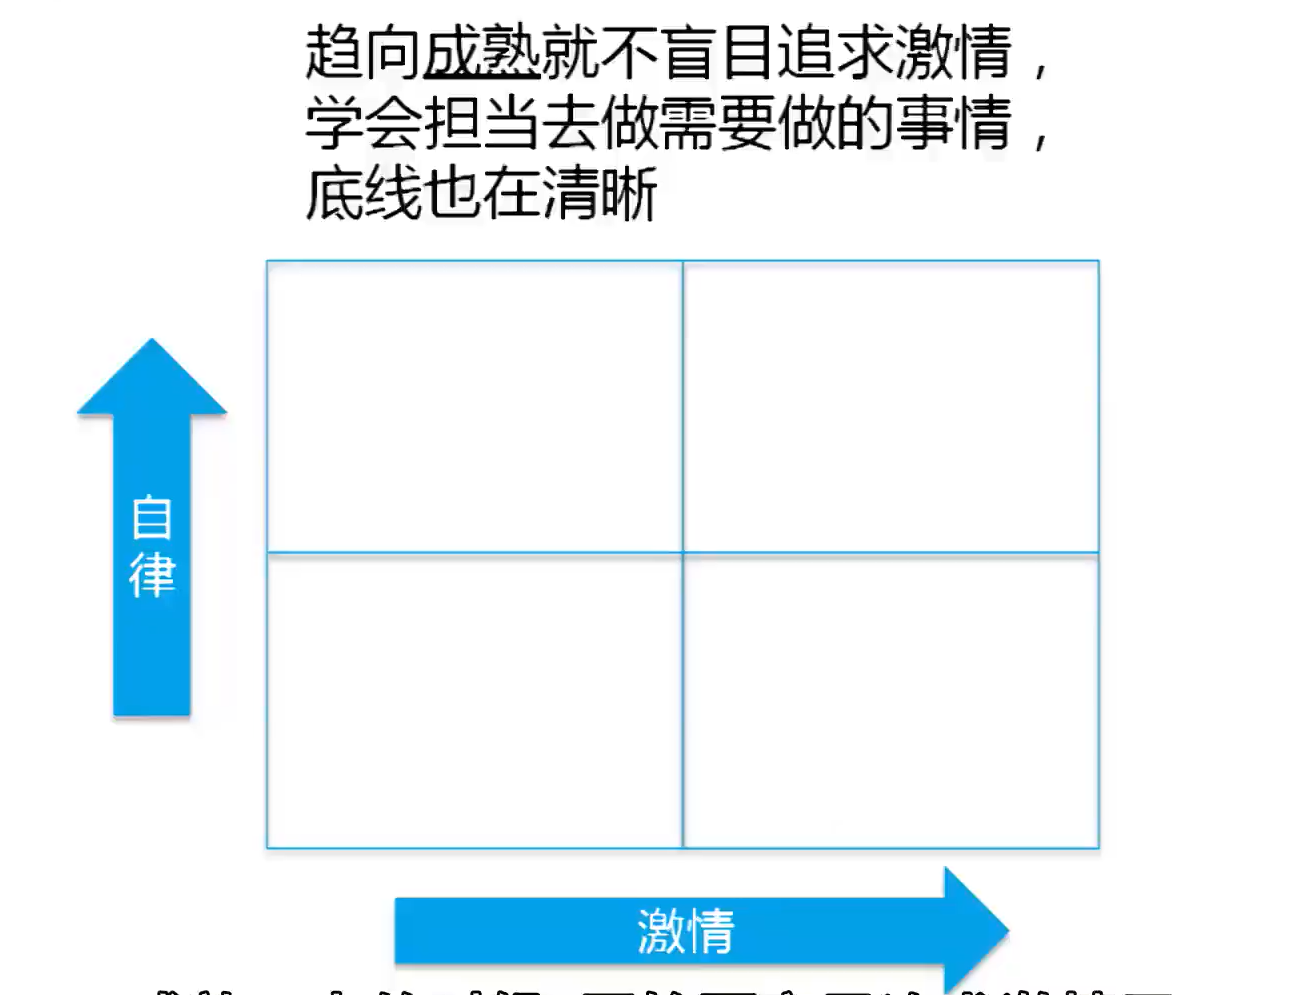 趋向成熟就不盲目追求激情，
学会担当去做需要做的事情，
底线也在清晰
自
律
激情